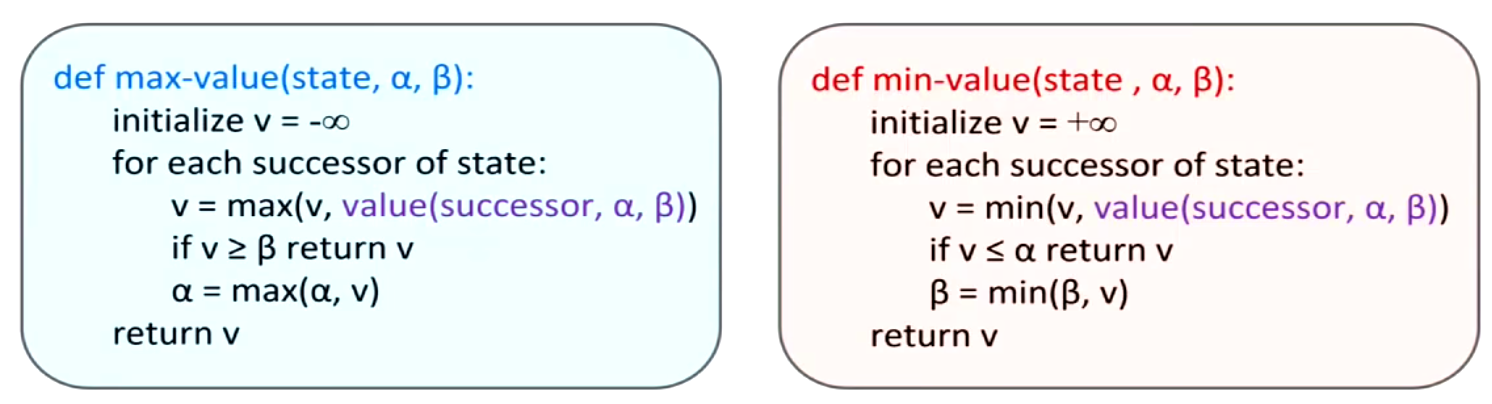 def max-value(state, α, β):
initialize v = -∞
for each successor of state:
v = max(v, value(successor, α, β))
if v ≥ β return v
α = max(α, v)
return v
def min-value(state , α, β):
initialize v = +∞
for each successor of state:
v = min(v, value(successor, α, β))
if v ≤ α return v
β = min(β, v)
return v